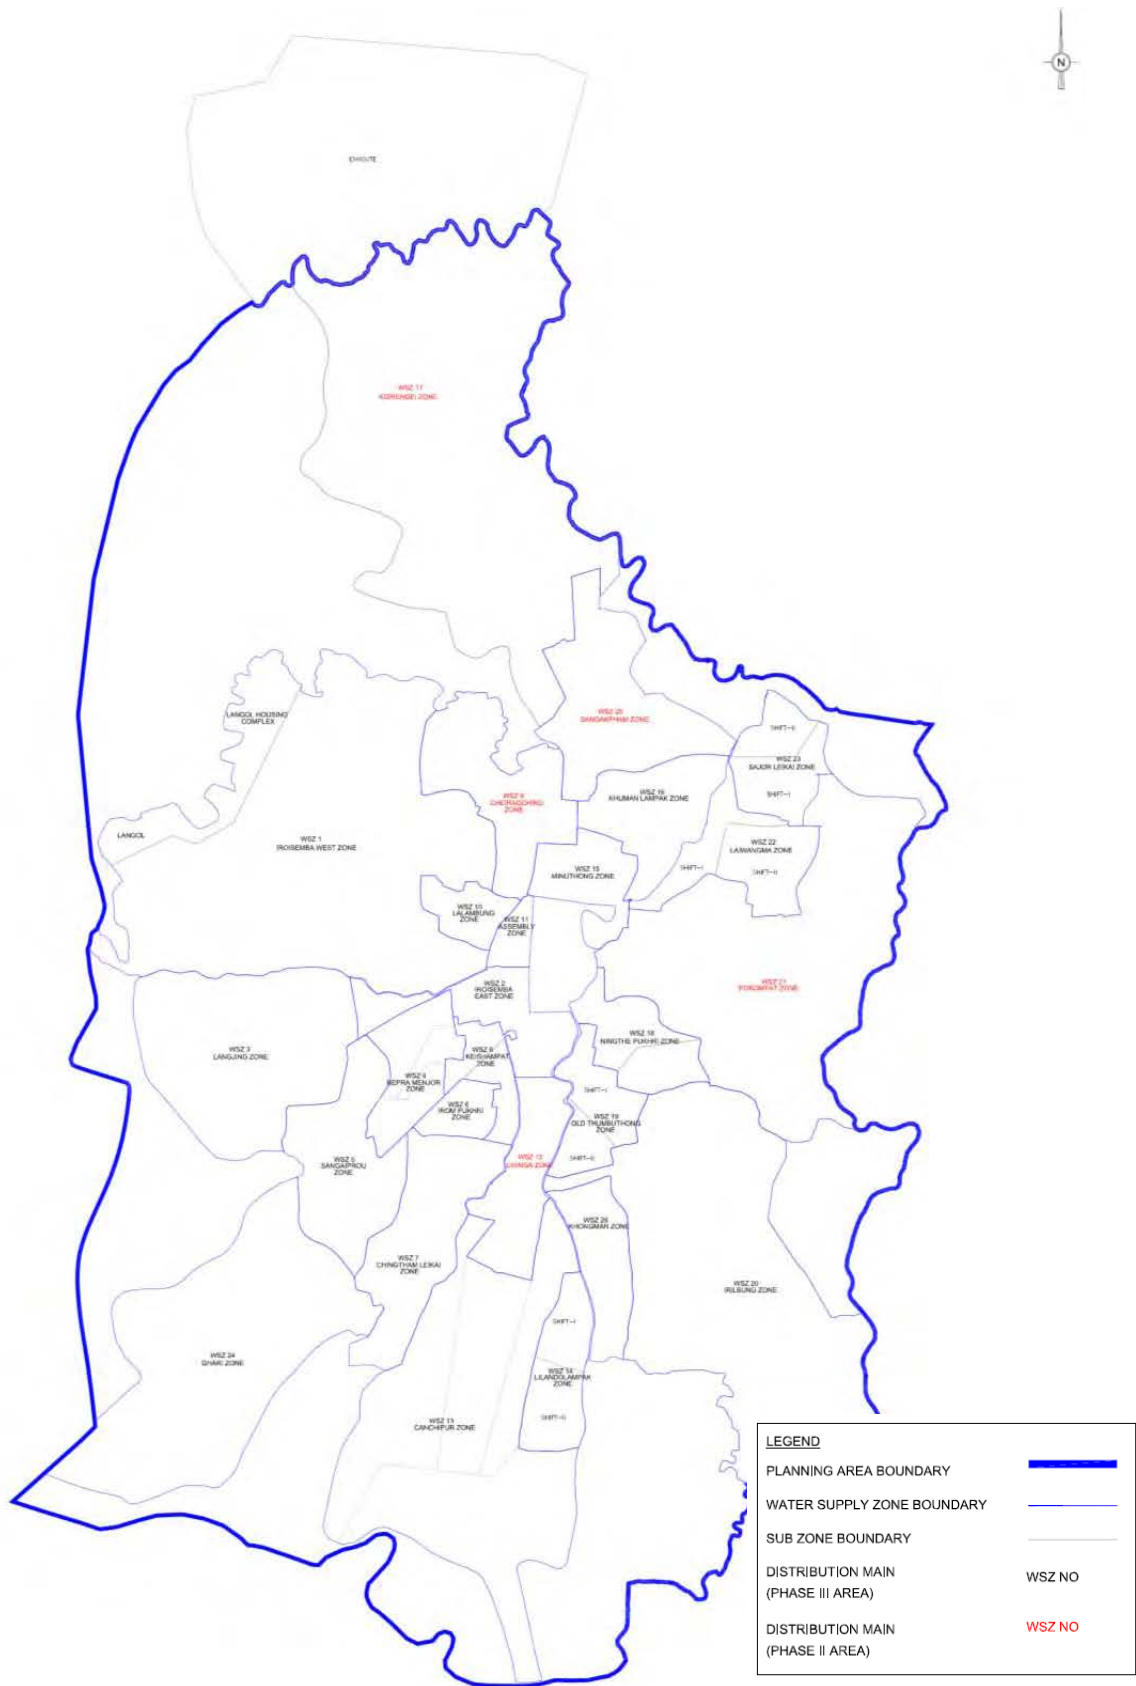 N
WSZ 17
KOIRENGEI ZONE
WSZ 25
SANGAKPHAM ZONE
LANGOL HOUSING
COMPLEX
SHIFT-II
WSZ 23
SAJOR LEIKAI ZONE
SHIFT-I
WSZ 9
CHEIRAOCHING
ZONE
WSZ 16
KHUMAN LAMPAK ZONE
LANGOL
WSZ 1
IROISEMBA WEST ZONE
WSZ 22
LAIWANGMA ZONE
SHIFT-I
SHIFT-II
WSZ 15
MINUTHONG ZONE
WSZ 10
LALAMBUNG
ZONE
WSZ 11
ASSEMBLY
ZONE
WSZ 2
IROISEMBA
EAST ZONE
WSZ 21
POROMPAT ZONE
WSZ 18
NINGTHE PUKHRI ZONE
WSZ 3
LANGJING ZONE
WSZ 8
KEISHAMPAT
ZONE
MENJOR
ZONE
SHIFT-I
WSZ 6
IROM PUKHRI
ZONE
WSZ 19
OLD THUMBUTHONG
ZONE
SHIFT-II
WSZ 5
SANGAIPROU
ZONE
WSZ 12
ZONE
WSZ 26
KHONGMAN ZONE
WSZ 7
CHINGTHAM LEIKAI
ZONE
WSZ 20
IRILBUNG ZONE
SHIFT-I
WSZ 24
GHARI ZONE
WSZ 14
LILANDOLAMPAK
ZONE
SHIFT-II
WSZ 13
CANCHIPUR ZONE
LEGEND
PLANNING AREA BOUNDARY
WATER SUPPLY ZONE BOUNDARY
SUB ZONE BOUNDARY
DISTRIBUTION MAIN
(PHASE III AREA)
WSZ NO
DISTRIBUTION MAIN
(PHASE II AREA)
WSZ NO